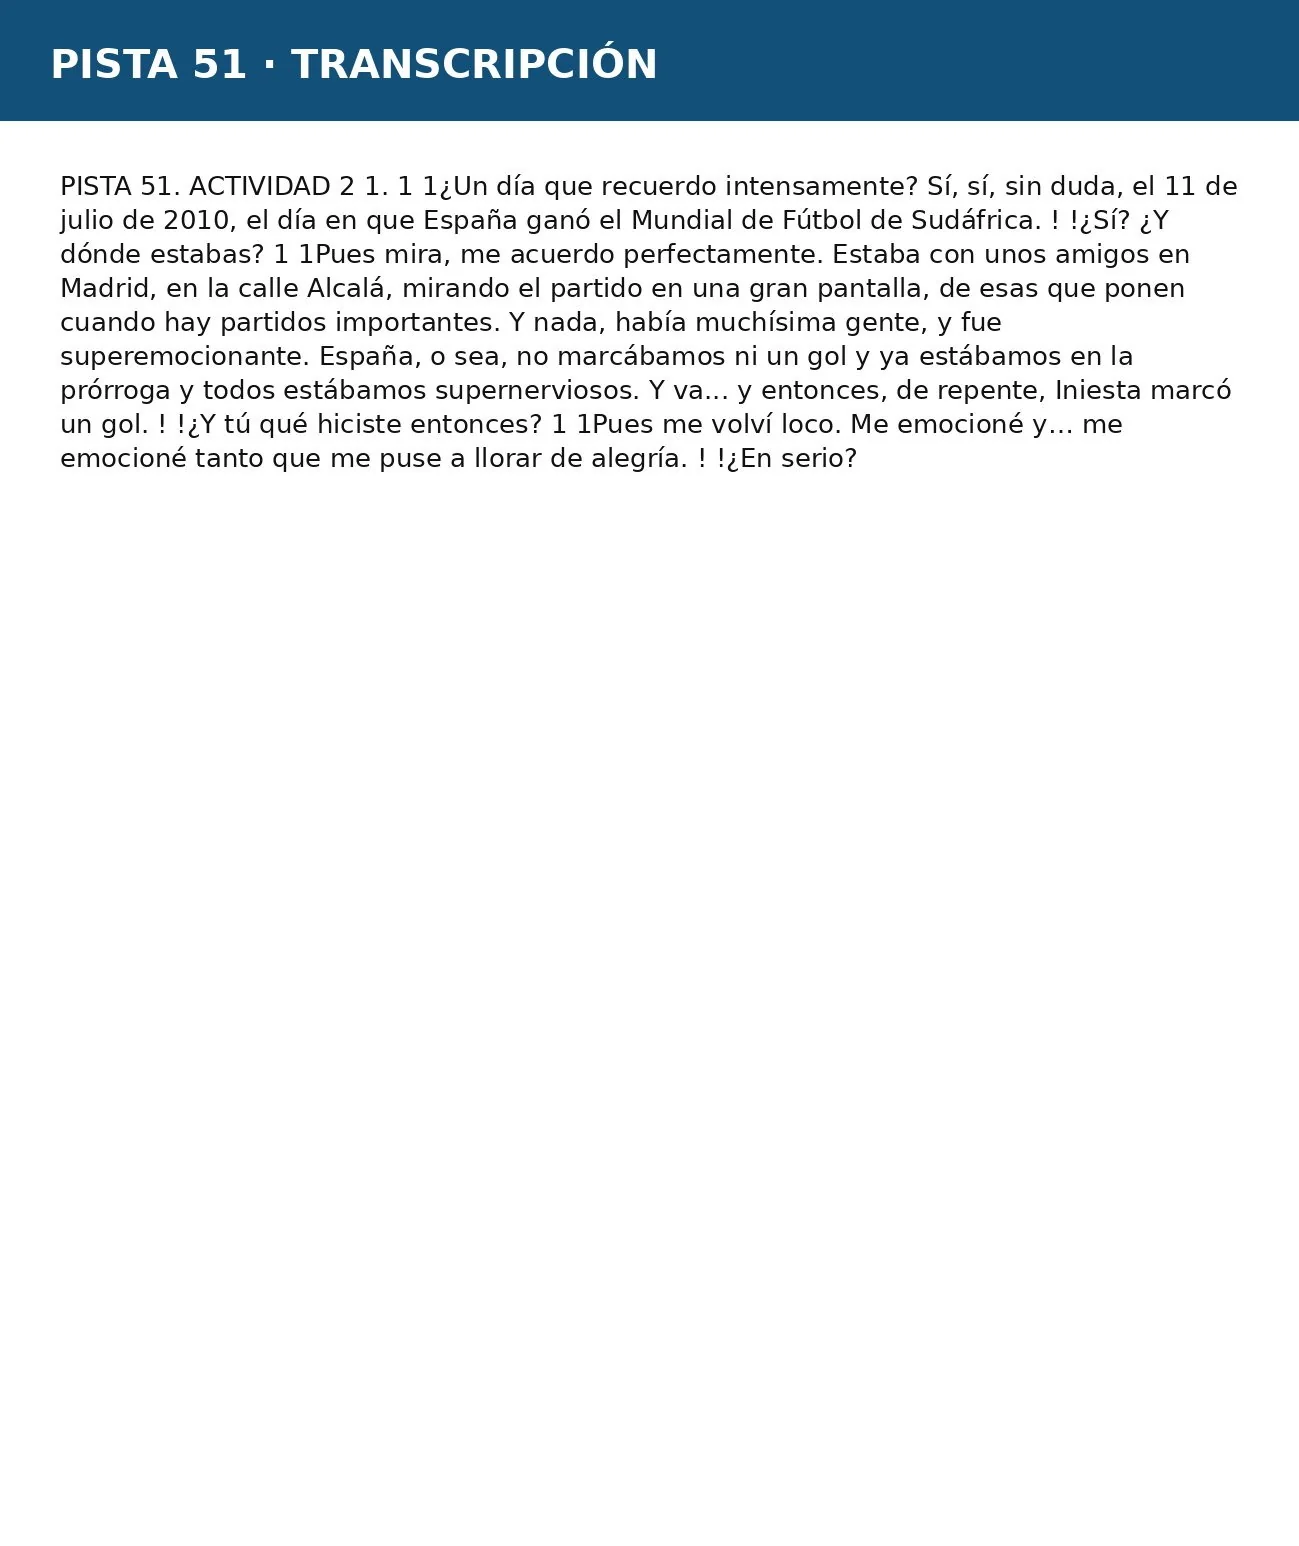 PISTA 51 · TRANSCRIPCIÓN
PISTA 51. ACTIVIDAD 2 1. 1 1¿Un día que recuerdo intensamente? Sí, sí, sin duda, el 11 de
julio de 2010, el día en que España ganó el Mundial de Fútbol de Sudáfrica. ! !¿Sí? ¿Y
dónde estabas? 1 1Pues mira, me acuerdo perfectamente. Estaba con unos amigos en
Madrid, en la calle Alcalá, mirando el partido en una gran pantalla, de esas que ponen
cuando hay partidos importantes. Y nada, había muchísima gente, y fue
superemocionante. España, o sea, no marcábamos ni un gol y ya estábamos en la
prórroga y todos estábamos supernerviosos. Y va... y entonces, de repente, Iniesta marcó
un gol. ! !¿Y tú qué hiciste entonces? 1 1Pues me volví loco. Me emocioné y... me
emocioné tanto que me puse a llorar de alegría. ! !¿En serio?